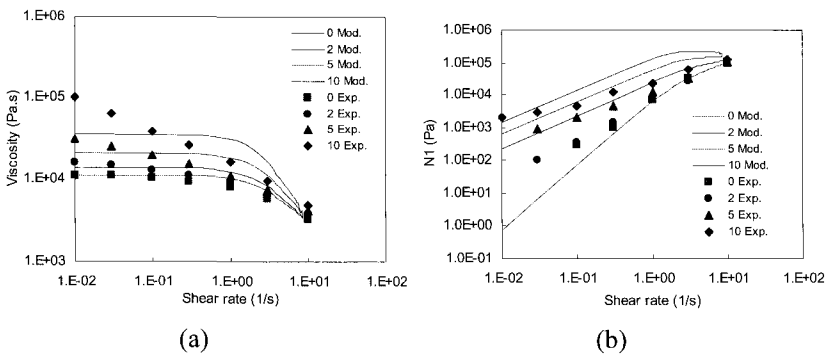 1.E+06
1.E+05
1.E+04
1.E+03
Viscosity (Pa.s)
1.E-02
1.E-01
1.E+00
1.E+01
1.E+02
Shear rate (1/s)
0 Mod.
2 Mod.
5 Mod.
10 Mod.
0 Exp.
2 Exp.
5 Exp.
10 Exp.
(a)
1.0E+06
1.0E+05
1.0E+04
1.0E+03
1.0E+02
1.0E+01
1.0E+00
1.0E-01
N1 (Pa)
1.E-02
1.E-01
1.E+00
1.E+01
1.E+02
Shear rate (1/s)
0 Mod.
2 Mod.
5 Mod.
10 Mod.
0 Exp.
2 Exp.
5 Exp.
10 Exp.
(b)